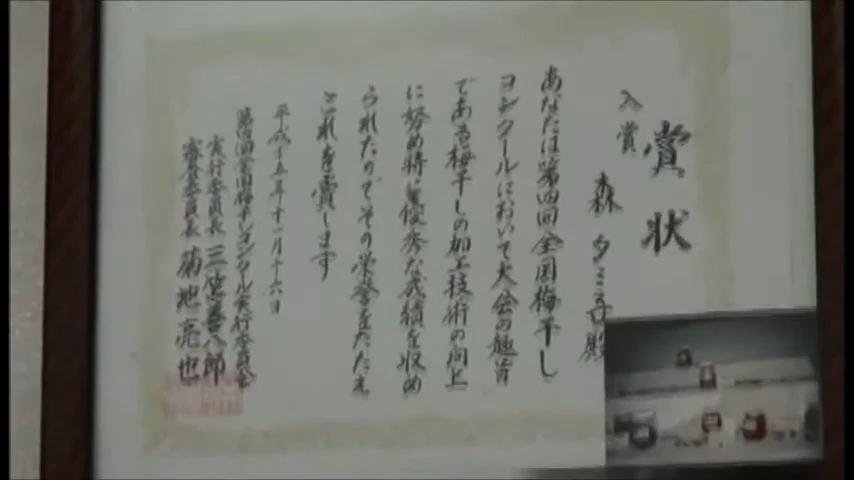 賞状
入賞
森タミ子殿
あなたは第四回全国梅干し
コンクールにおいて大会の趣旨
である梅干しの加工技術の向上
に努め特に優秀な成績を収め
られたのでその栄誉をたたえ
これを賞します
平成十五年十一月十六日
第四回全国梅干しコンクール実行委員会
実行委員長 三宮善八郎
審査委員長 菊池亮也